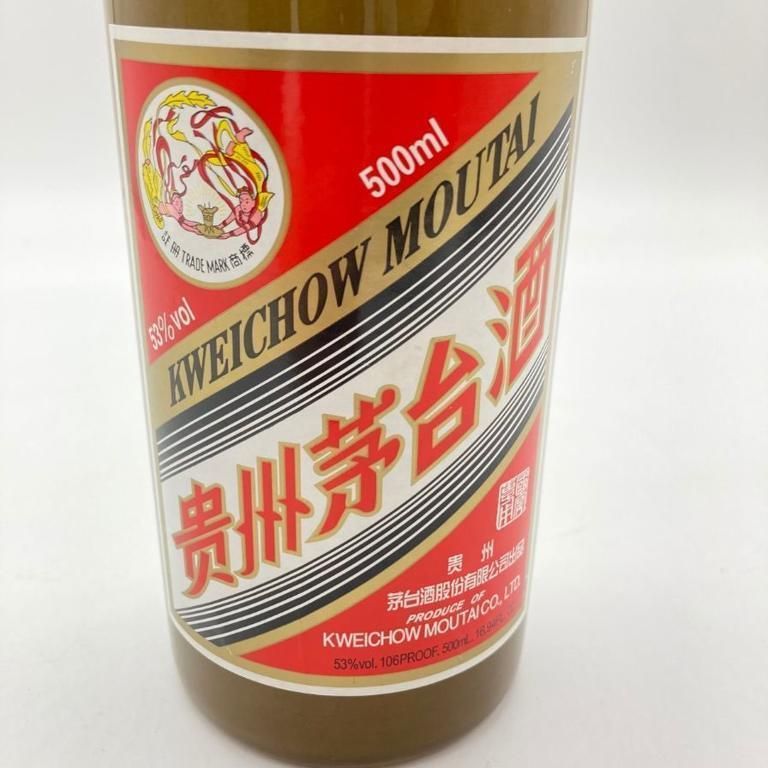 注册 TRADE MARK 商標
500ml
53%vol
KWEICHOW MOUTAI
贵州茅台酒
贵州
茅台酒股份有限公司出品
PRODUCE OF
KWEICHOW MOUTAI CO., LTD.
53%vol. 106PROOF. 500mL.